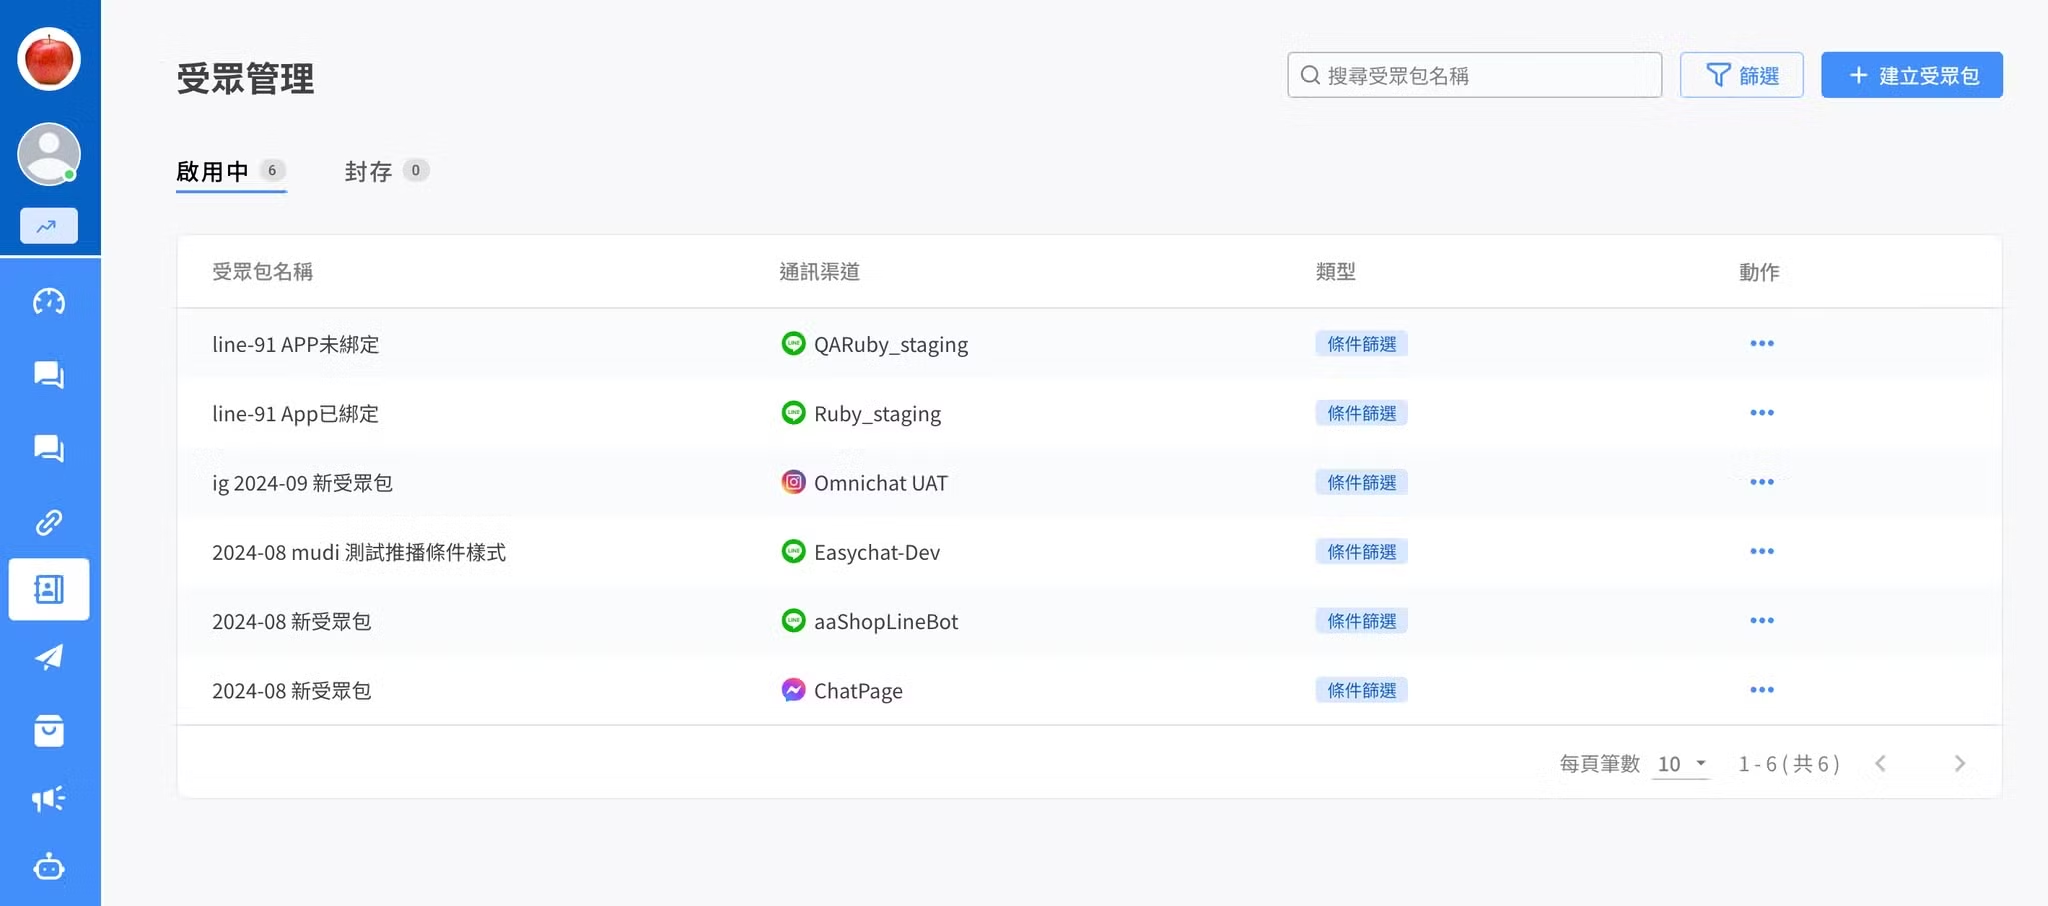 受眾管理
搜尋受眾包名稱
篩選
+ 建立受眾包
啟用中 6
封存 0
受眾包名稱 通訊渠道 類型 動作
line-91 APP未綁定 QARuby_staging 條件篩選
line-91 App已綁定 Ruby_staging 條件篩選
ig 2024-09 新受眾包 Omnichat UAT 條件篩選
2024-08 mudi 測試推播條件樣式 Easychat-Dev 條件篩選
2024-08 新受眾包 aaShopLineBot 條件篩選
2024-08 新受眾包 ChatPage 條件篩選
每頁筆數 10 1 - 6 ( 共 6 )